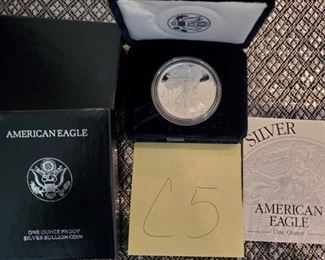 AMERICAN EAGLE
ONE OUNCE PROOF
SILVER BULLION COIN
C5
SILVER
AMERICAN
EAGLE
One Ounce